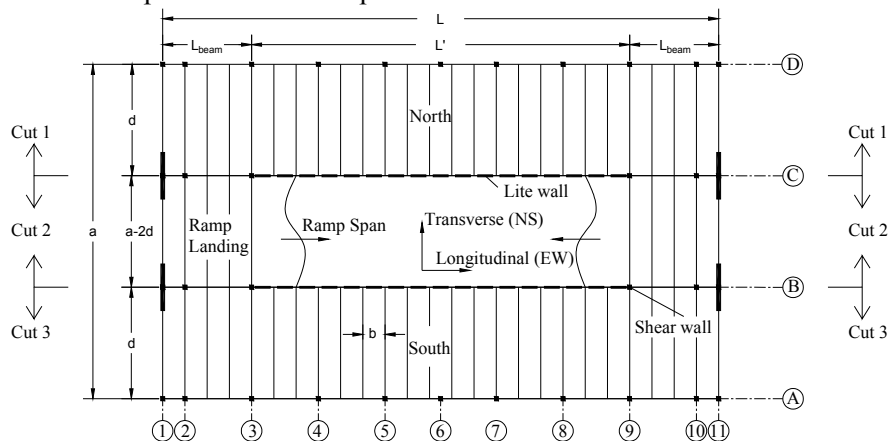 L
Lbeam
L'
Lbeam
D
d
North
Cut 1
Cut 1
C
Lite wall
Ramp
Landing
Ramp Span
Transverse (NS)
Longitudinal (EW)
a
a-2d
Cut 2
Cut 2
B
Cut 3
Cut 3
d
b
South
Shear wall
A
1 2 3 4 5 6 7 8 9 10 11